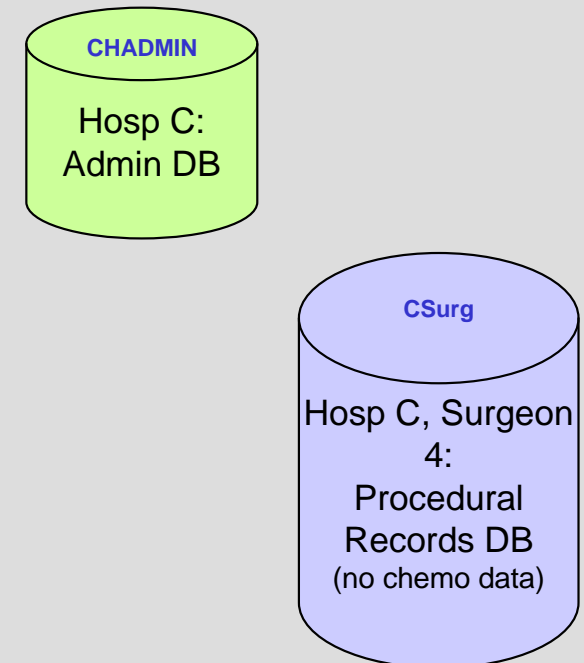 CHADMIN
Hosp C:
Admin DB
CSurg
Hosp C, Surgeon
4:
Procedural
Records DB
(no chemo data)